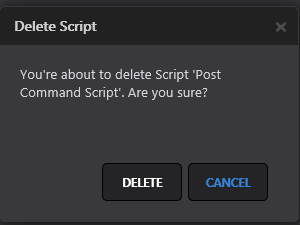 Delete Script
You're about to delete Script 'Post
Command Script'. Are you sure?
DELETE
CANCEL